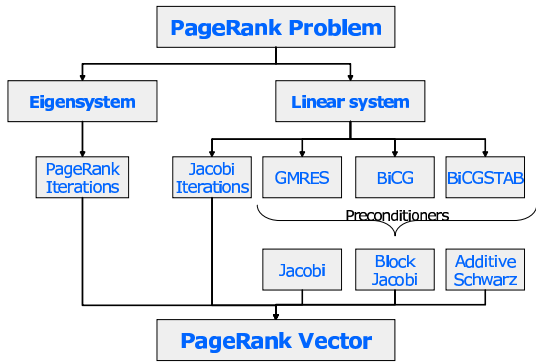 PageRank Problem
Eigensystem
Linear system
PageRank
Iterations
Jacobi
Iterations
GMRES
BiCG
BiCGSTAB
Preconditioners
Jacobi
Block
Jacobi
Additive
Schwarz
PageRank Vector